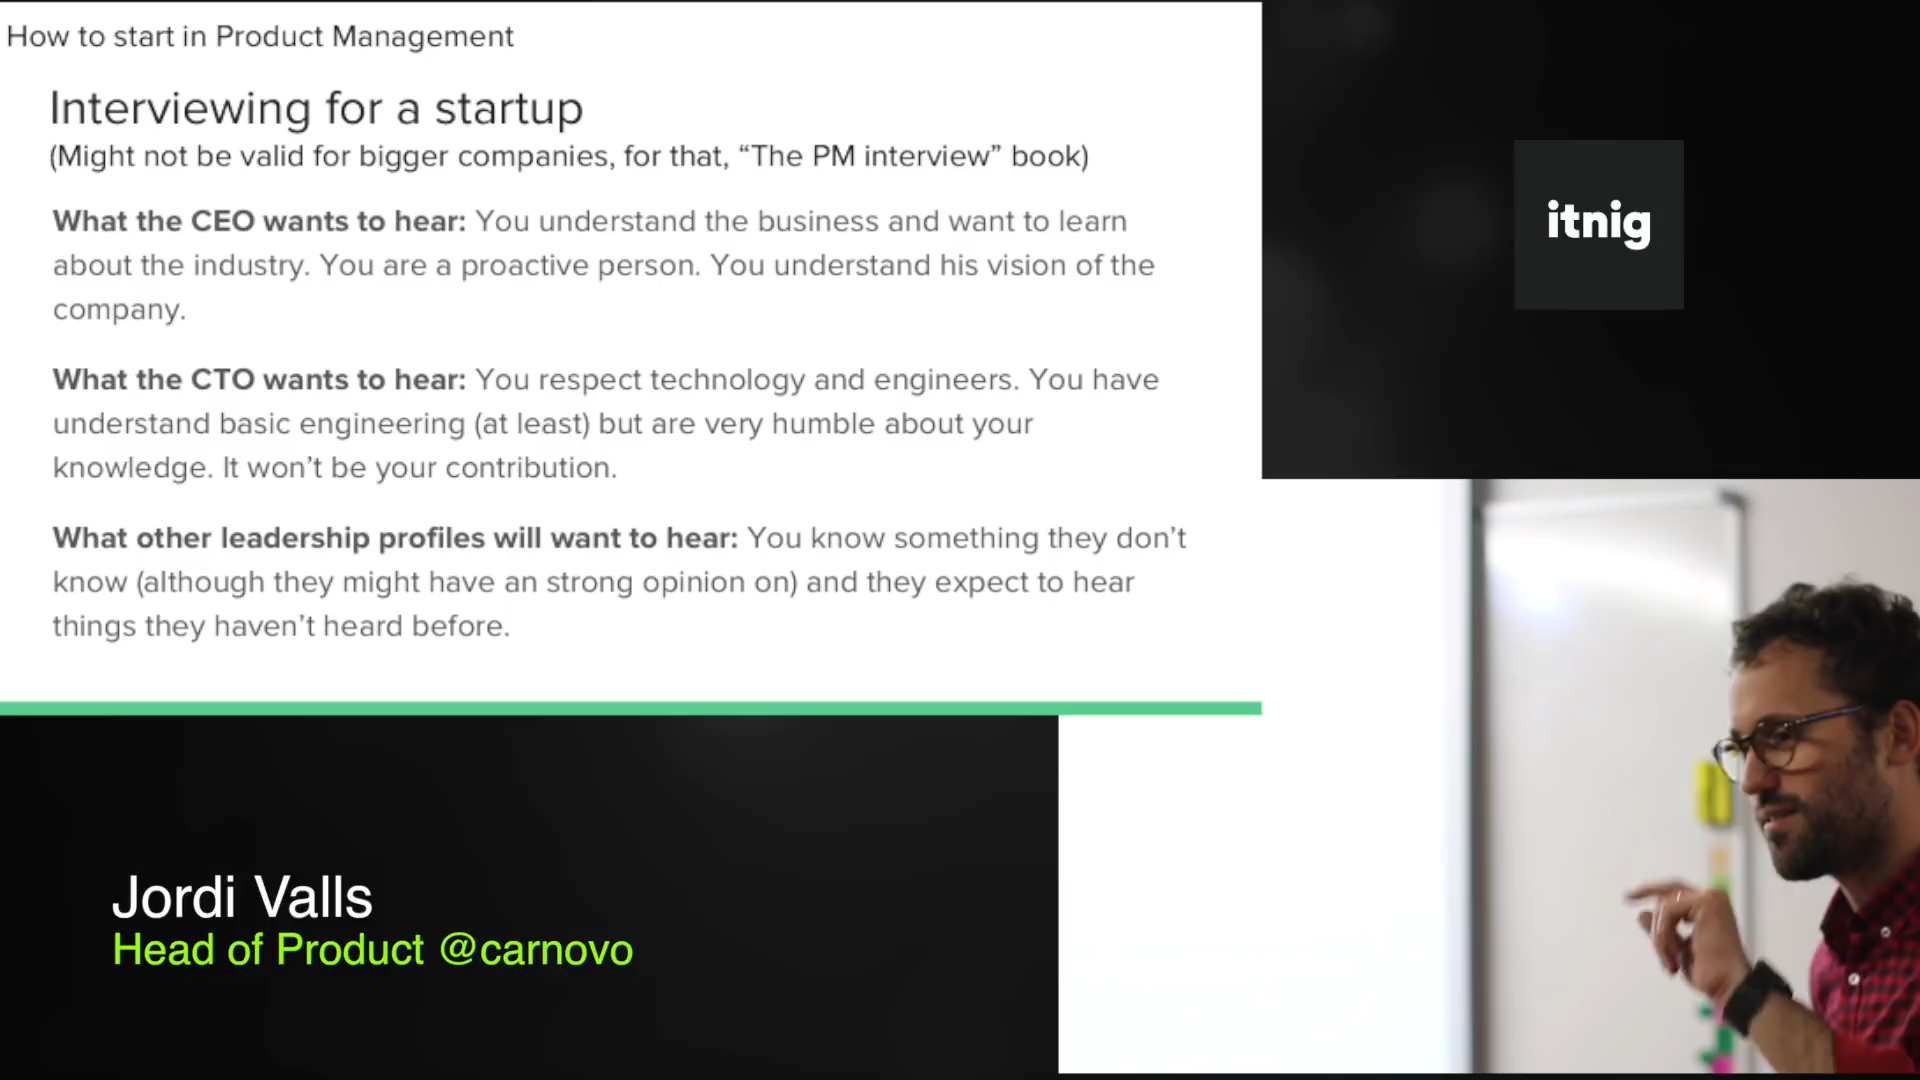 How to start in Product Management
Interviewing for a startup
(Might not be valid for bigger companies, for that, “The PM interview” book)
What the CEO wants to hear: You understand the business and want to learn
about the industry. You are a proactive person. You understand his vision of the
company.
What the CTO wants to hear: You respect technology and engineers. You have
understand basic engineering (at least) but are very humble about your
knowledge. It won’t be your contribution.
What other leadership profiles will want to hear: You know something they don’t
know (although they might have an strong opinion on) and they expect to hear
things they haven’t heard before.
itnig
Jordi Valls
Head of Product @carnovo